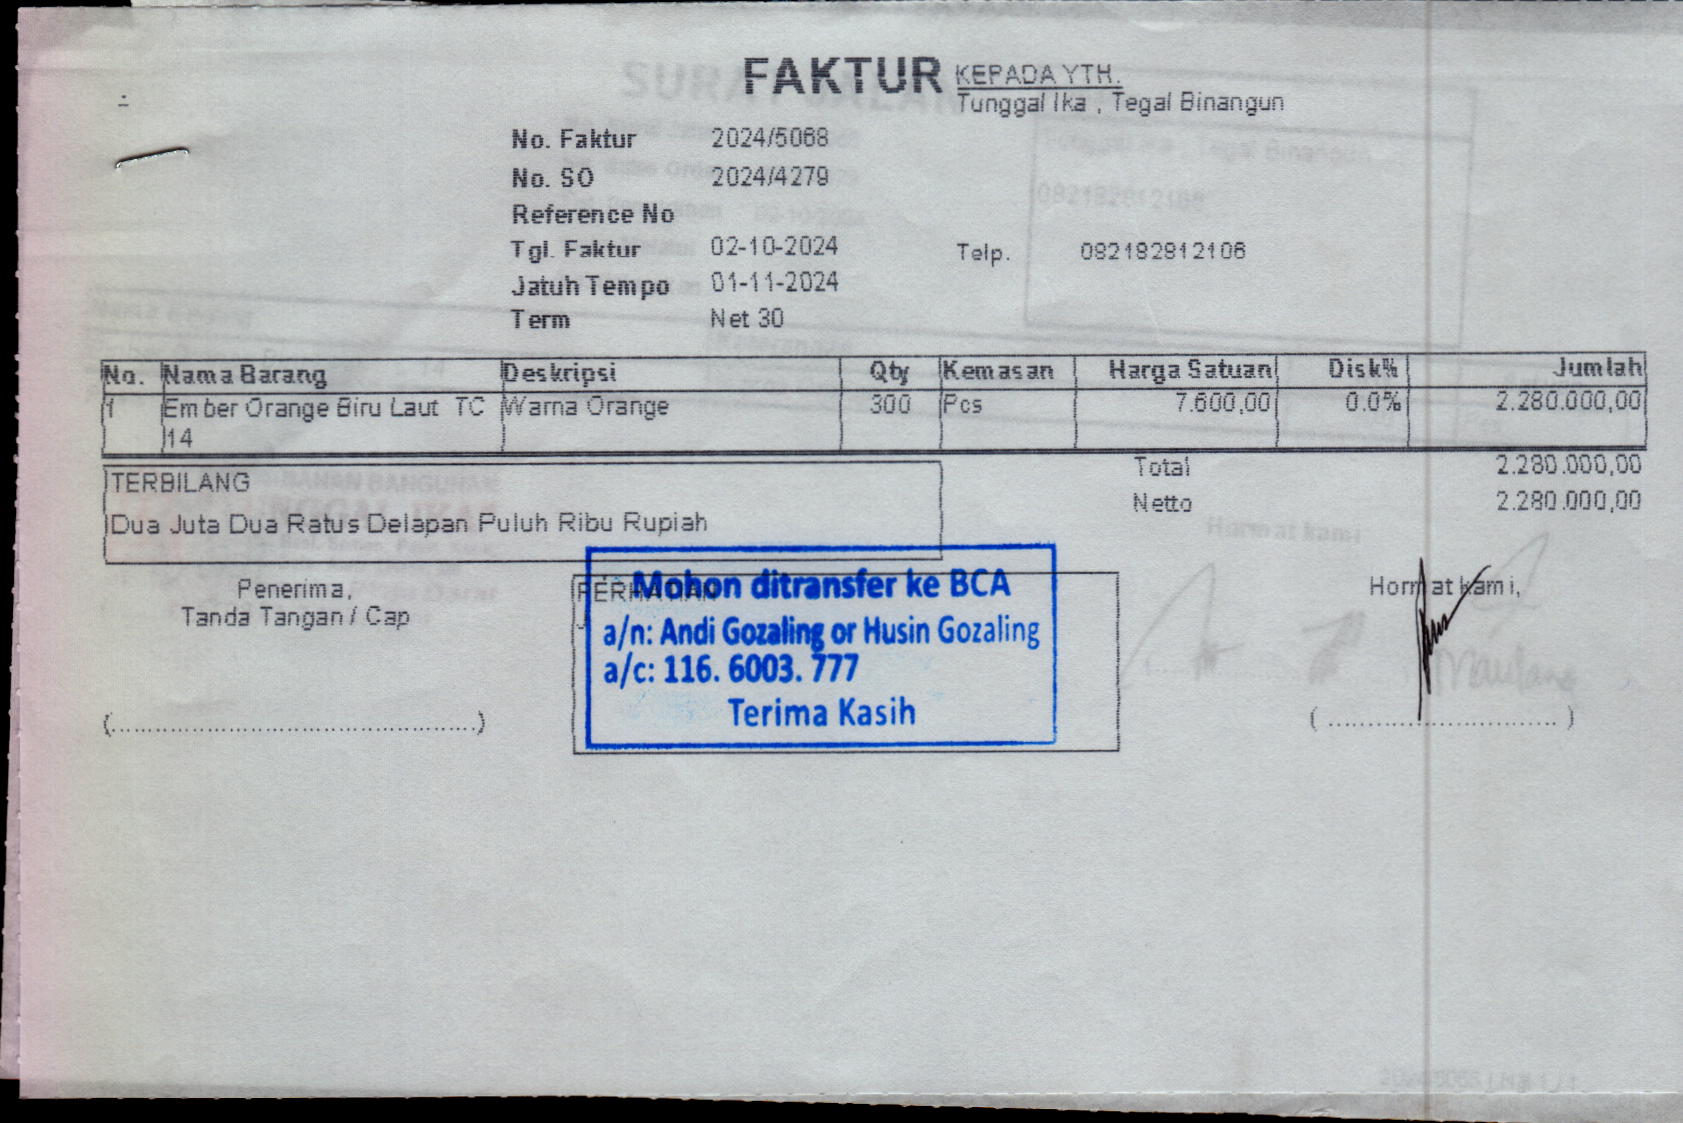 FAKTUR
KEPADA YTH.
Tunggal Ika , Tegal Binangun
No. Faktur 2024/5068
No. SO 2024/4279
Reference No
Tgl. Faktur 02-10-2024 Telp. 082182812106
Jatuh Tempo 01-11-2024
Term Net 30
No. Nama Barang Deskripsi Qty Kemasan Harga Satuan Disk% Jumlah
1 Ember Orange Biru Laut TC Warna Orange 300 Pcs 7.600,00 0.0% 2.280.000,00
14
Total 2.280.000,00
TERBILANG
Netto 2.280.000,00
Dua Juta Dua Ratus Delapan Puluh Ribu Rupiah
Penerima,
Tanda Tangan / Cap
PERHATIAN
Mohon ditransfer ke BCA
a/n: Andi Gozaling or Husin Gozaling
a/c: 116. 6003. 777
Terima Kasih
Hormat kami,
(................................................)
( ............................... )